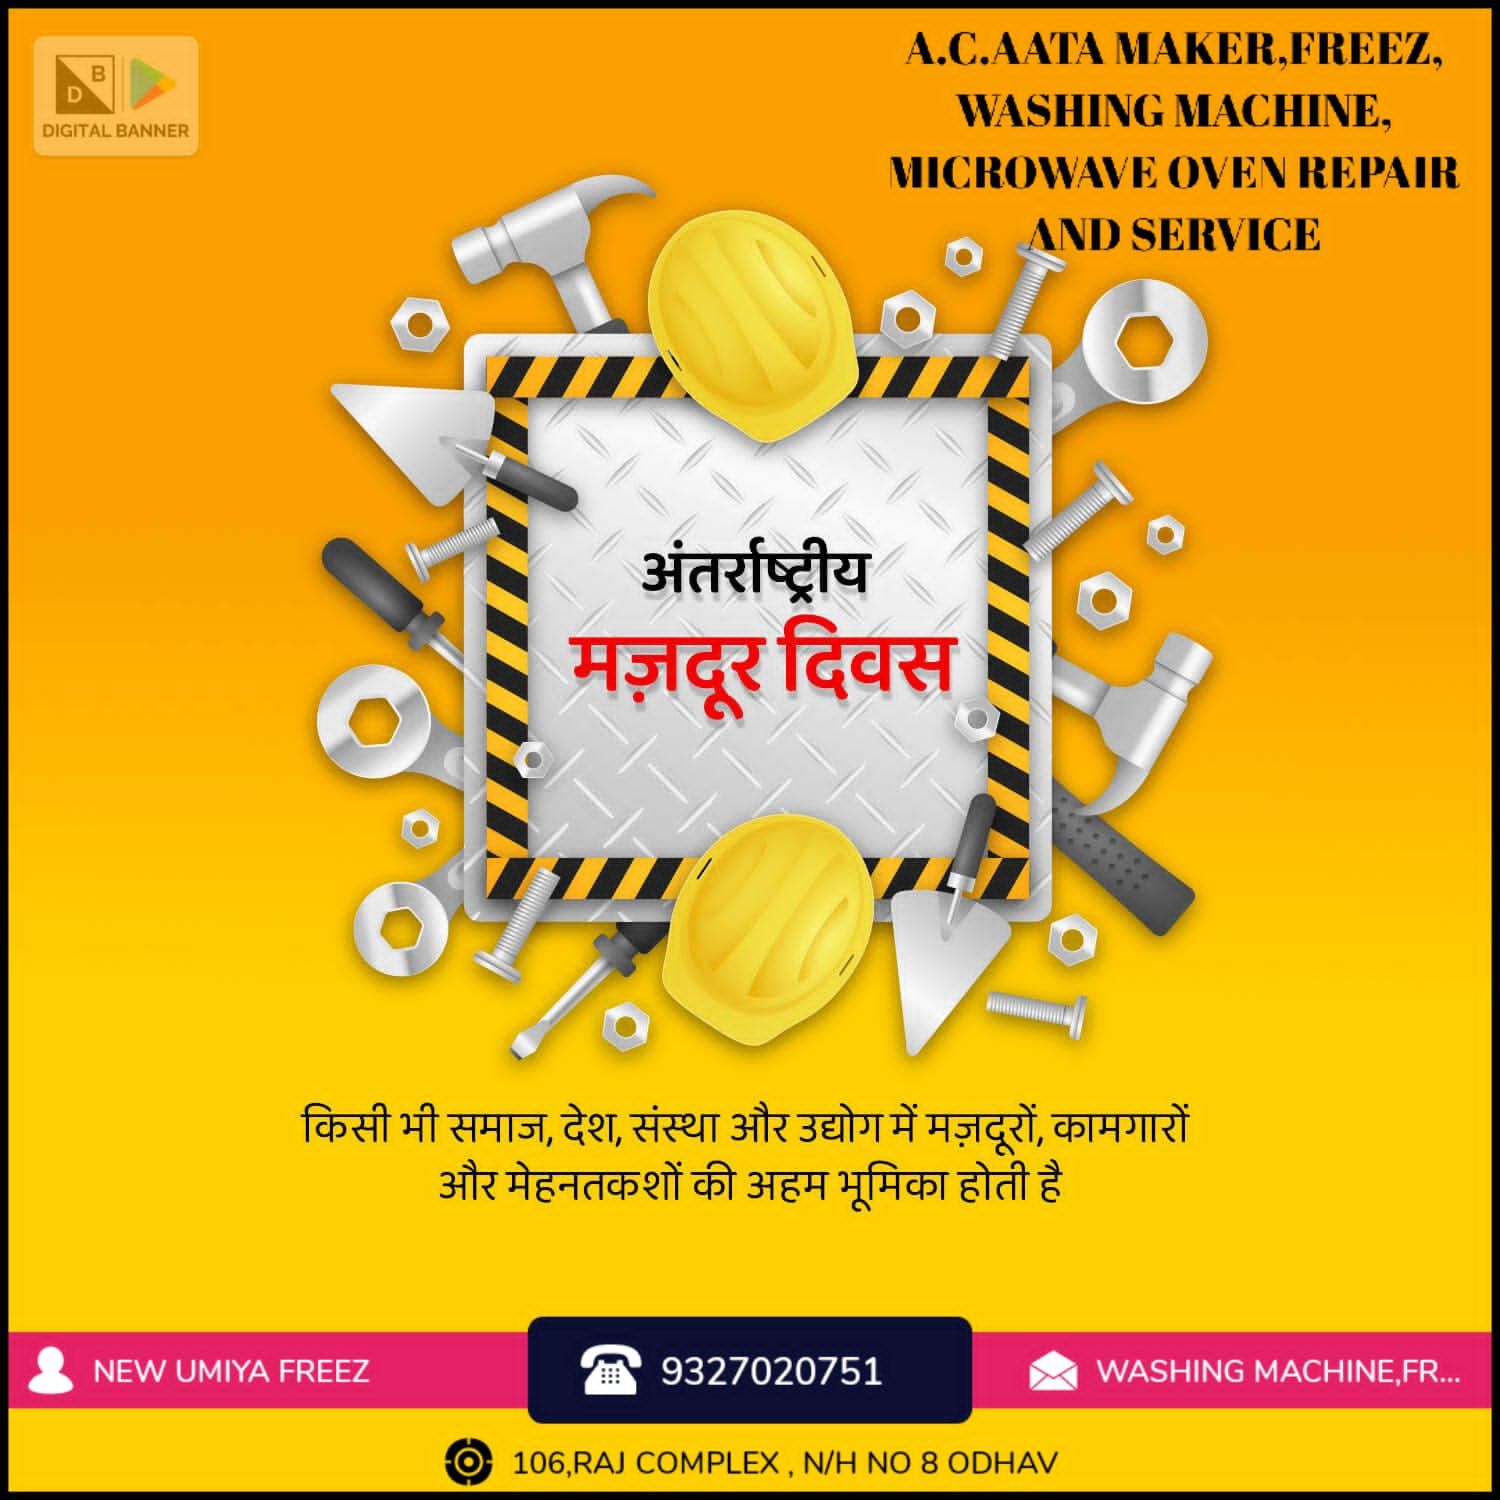 B
D
DIGITAL BANNER
A.C.AATA MAKER,FREEZ,
WASHING MACHINE,
MICROWAVE OVEN REPAIR
AND SERVICE
अंतर्राष्ट्रीय
मज़दूर दिवस
किसी भी समाज, देश, संस्था और उद्योग में मज़दूरों, कामगारों
और मेहनतकशों की अहम भूमिका होती है
NEW UMIYA FREEZ
9327020751
WASHING MACHINE,FR...
106,RAJ COMPLEX , N/H NO 8 ODHAV